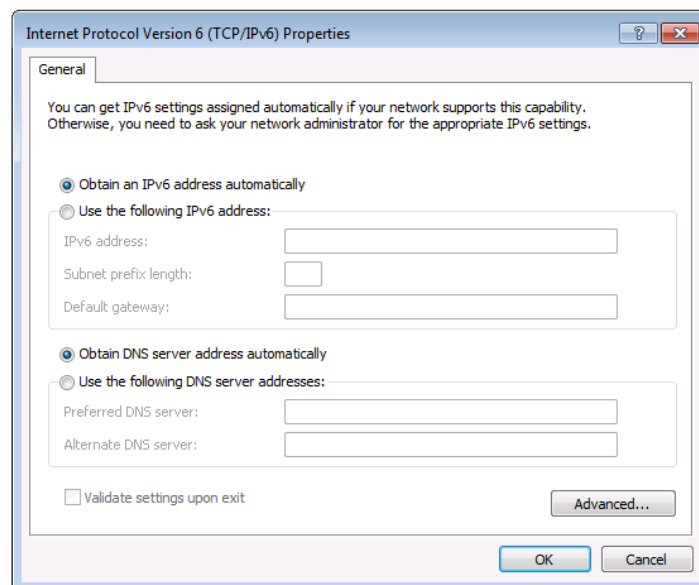 Internet Protocol Version 6 (TCP/IPv6) Properties
General
You can get IPv6 settings assigned automatically if your network supports this capability.
Otherwise, you need to ask your network administrator for the appropriate IPv6 settings.
Obtain an IPv6 address automatically
Use the following IPv6 address:
IPv6 address:
Subnet prefix length:
Default gateway:
Obtain DNS server address automatically
Use the following DNS server addresses:
Preferred DNS server:
Alternate DNS server:
Validate settings upon exit
Advanced...
OK Cancel